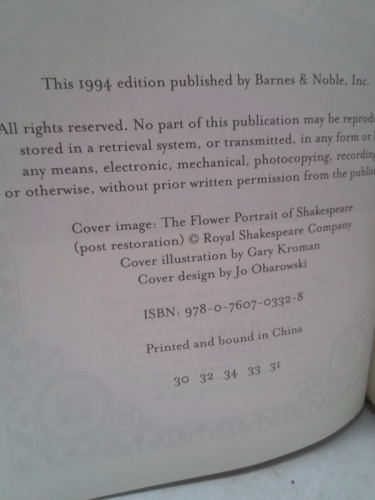 This 1994 edition published by Barnes & Noble, Inc.
All rights reserved. No part of this publication may be
stored in a retrieval system, or transmitted, in any form or
any means, electronic, mechanical, photocopying, recording
or otherwise, without prior written permission from the
Cover image: The Flower Portrait of Shakespeare
(post restoration) © Royal Shakespeare Company
Cover illustration by Gary Kroman
Cover design by Jo Obarowski
ISBN: 978-0-7607-0332-8
Printed and bound in China
30 32 34 33 31